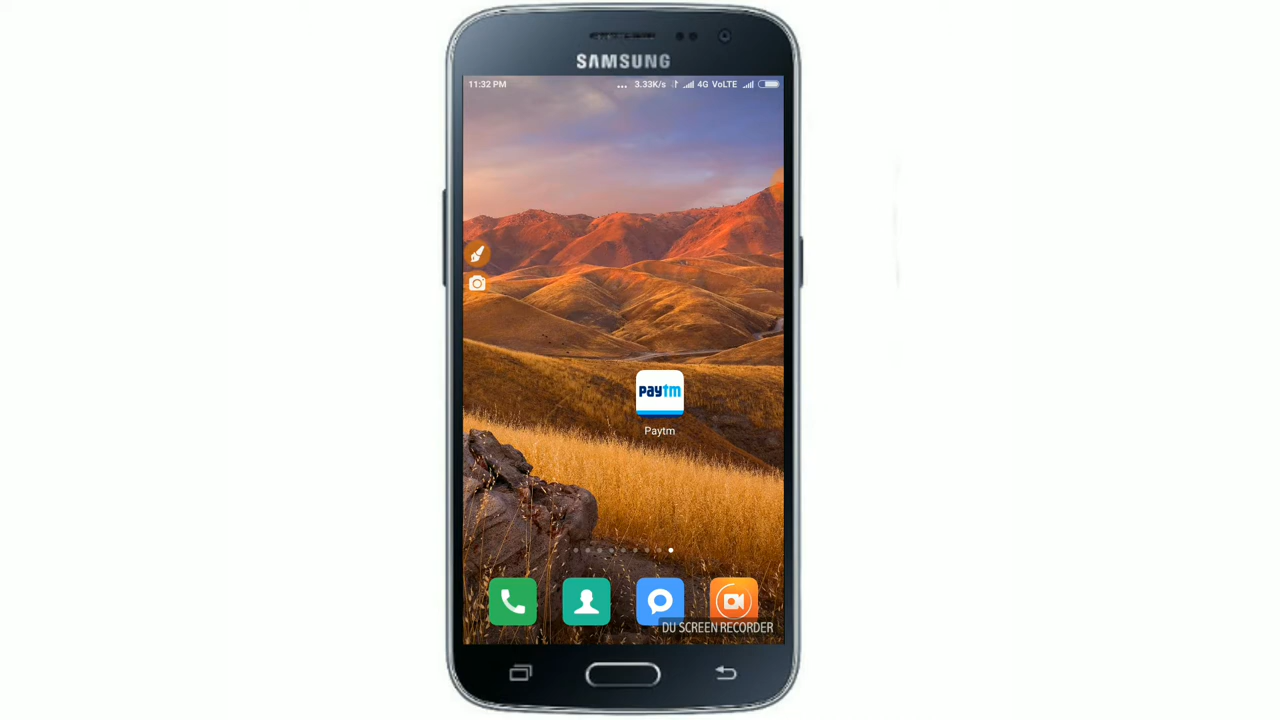 SAMSUNG
11:32 PM ... 3.33K/s 4G VoLTE
paytm
Paytm
DU SCREEN RECORDER